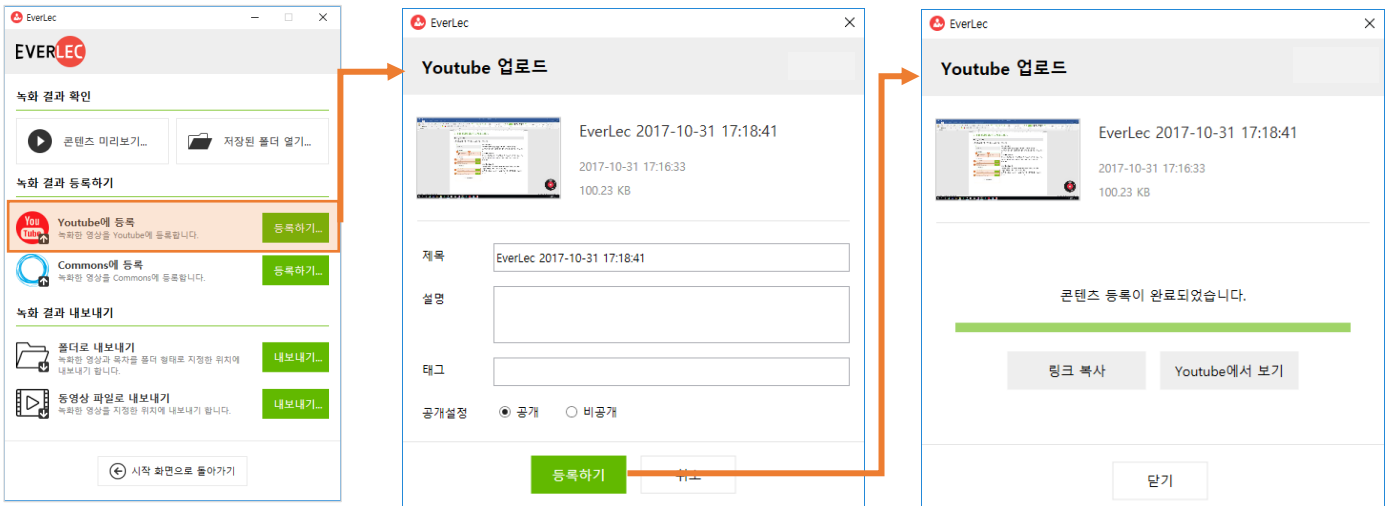 EverLec
EVERLEC
녹화 결과 확인
콘텐츠 미리보기...
저장된 폴더 열기...
녹화 결과 등록하기
You Tube
Youtube에 등록
녹화한 영상을 Youtube에 등록합니다.
등록하기...
Commons에 등록
녹화한 영상을 Commons에 등록합니다.
등록하기...
녹화 결과 내보내기
폴더로 내보내기
녹화한 영상과 목차를 폴더 형태로 지정한 위치에
내보내기 합니다.
내보내기...
동영상 파일로 내보내기
녹화한 영상을 지정한 위치에 내보내기 합니다.
내보내기...
시작 화면으로 돌아가기
EverLec
Youtube 업로드
EverLec 2017-10-31 17:18:41
2017-10-31 17:16:33
100.23 KB
제목
EverLec 2017-10-31 17:18:41
설명
태그
공개설정
공개
비공개
등록하기
취소
EverLec
Youtube 업로드
EverLec 2017-10-31 17:18:41
2017-10-31 17:16:33
100.23 KB
콘텐츠 등록이 완료되었습니다.
링크 복사
Youtube에서 보기
닫기